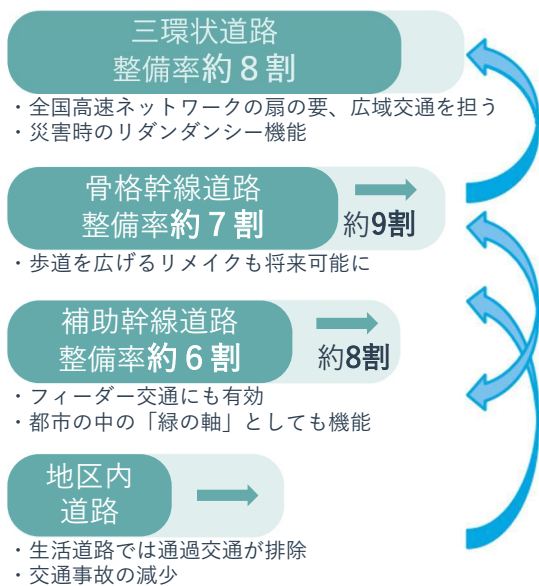 三環状道路
整備率約８割
・全国高速ネットワークの扇の要、広域交通を担う
・災害時のリダンダンシー機能
骨格幹線道路
整備率約７割
約9割
・歩道を広げるリメイクも将来可能に
補助幹線道路
整備率約６割
約8割
・フィーダー交通にも有効
・都市の中の「緑の軸」としても機能
地区内
道路
・生活道路では通過交通が排除
・交通事故の減少